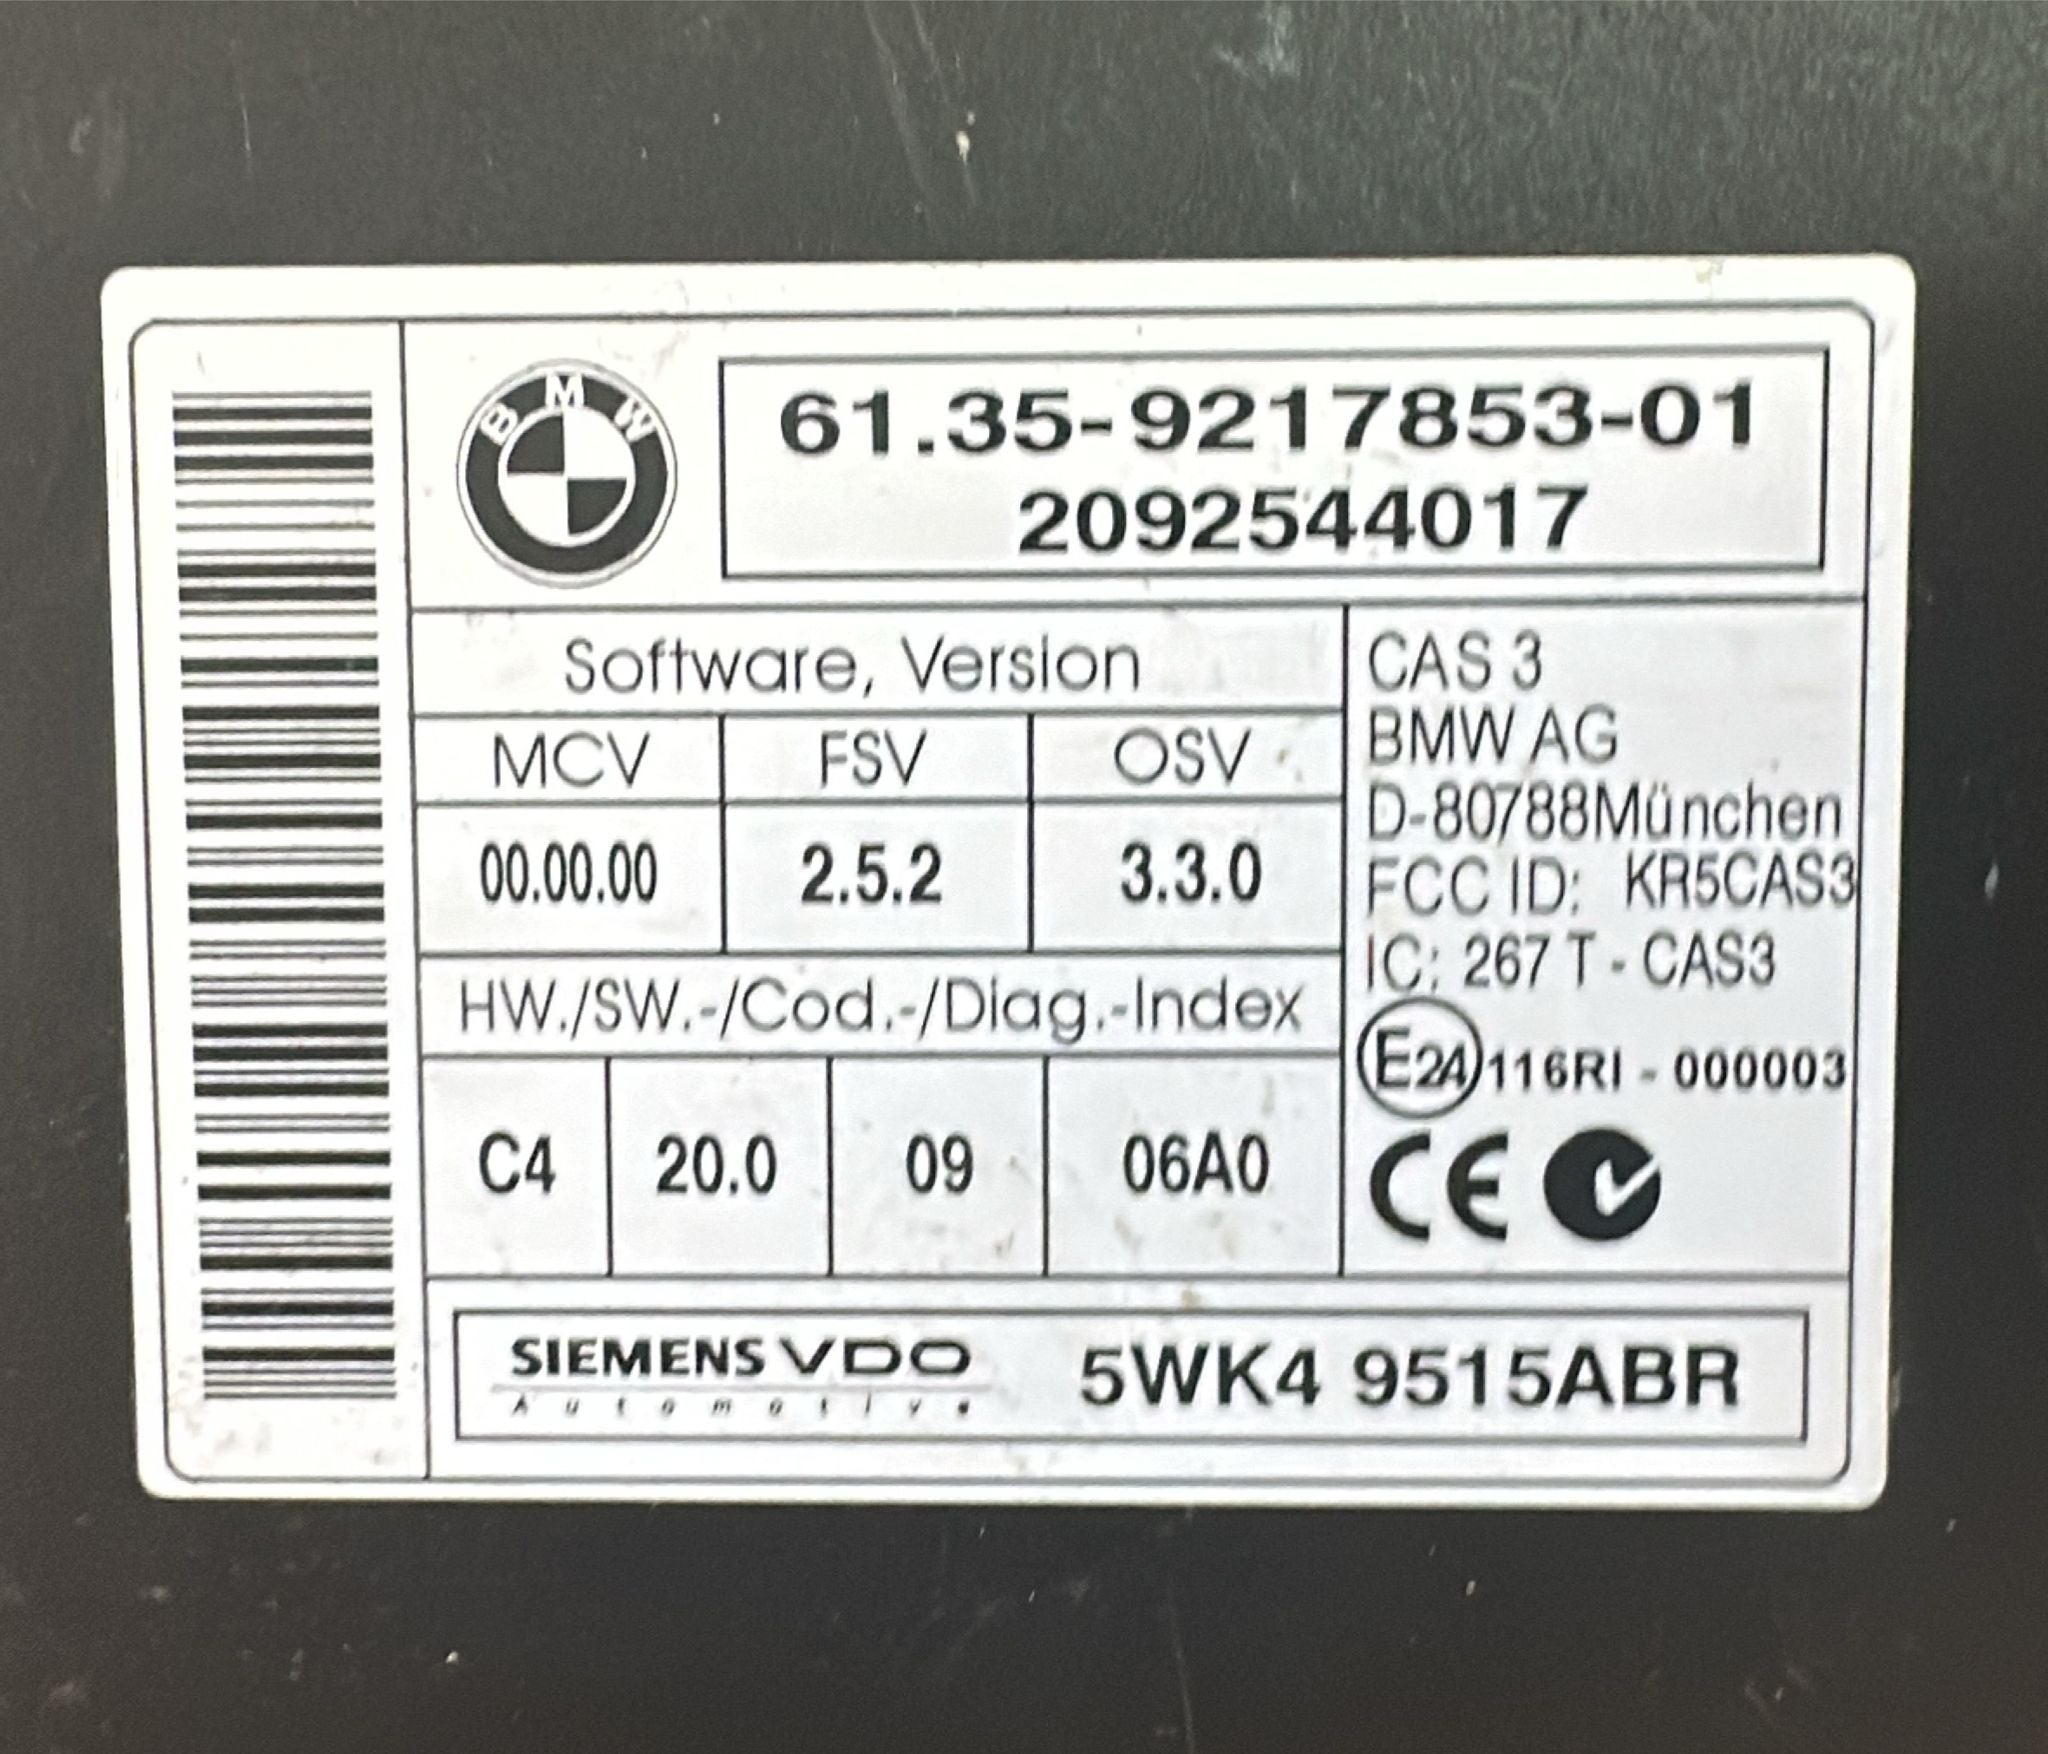 BMW
61.35-9217853-01
2092544017
Software, Version
MCV FSV OSV
00.00.00 2.5.2 3.3.0
HW./SW.-/Cod.-/Diag.-Index
C4 20.0 09 06A0
CAS 3
BMW AG
D-80788München
FCC ID: KR5CAS3
IC: 267 T - CAS3
E24 116RI - 000003
CE
SIEMENS VDO 5WK4 9515ABR
Automotive